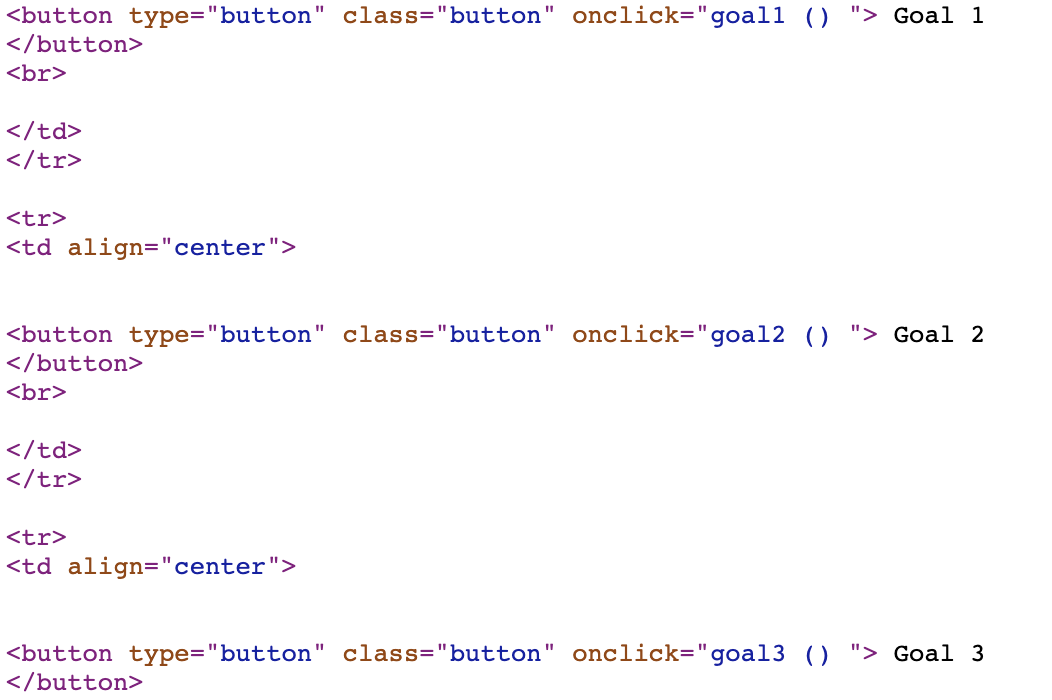 <button type="button" class="button" onclick="goal1 () "> Goal 1
</button>
<br>
</td>
</tr>
<tr>
<td align="center">
<button type="button" class="button" onclick="goal2 () "> Goal 2
</button>
<br>
</td>
</tr>
<tr>
<td align="center">
<button type="button" class="button" onclick="goal3 () "> Goal 3
</button>